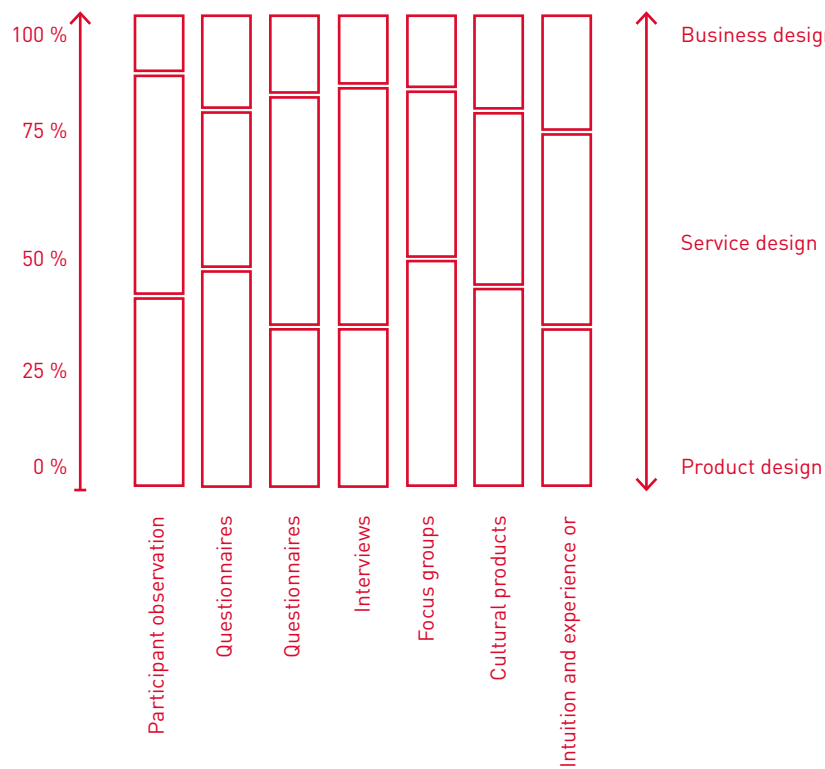 100 %
75 %
50 %
25 %
0 %
Business desig
Service design
Product design
Participant observation
Questionnaires
Questionnaires
Interviews
Focus groups
Cultural products
Intuition and experience or